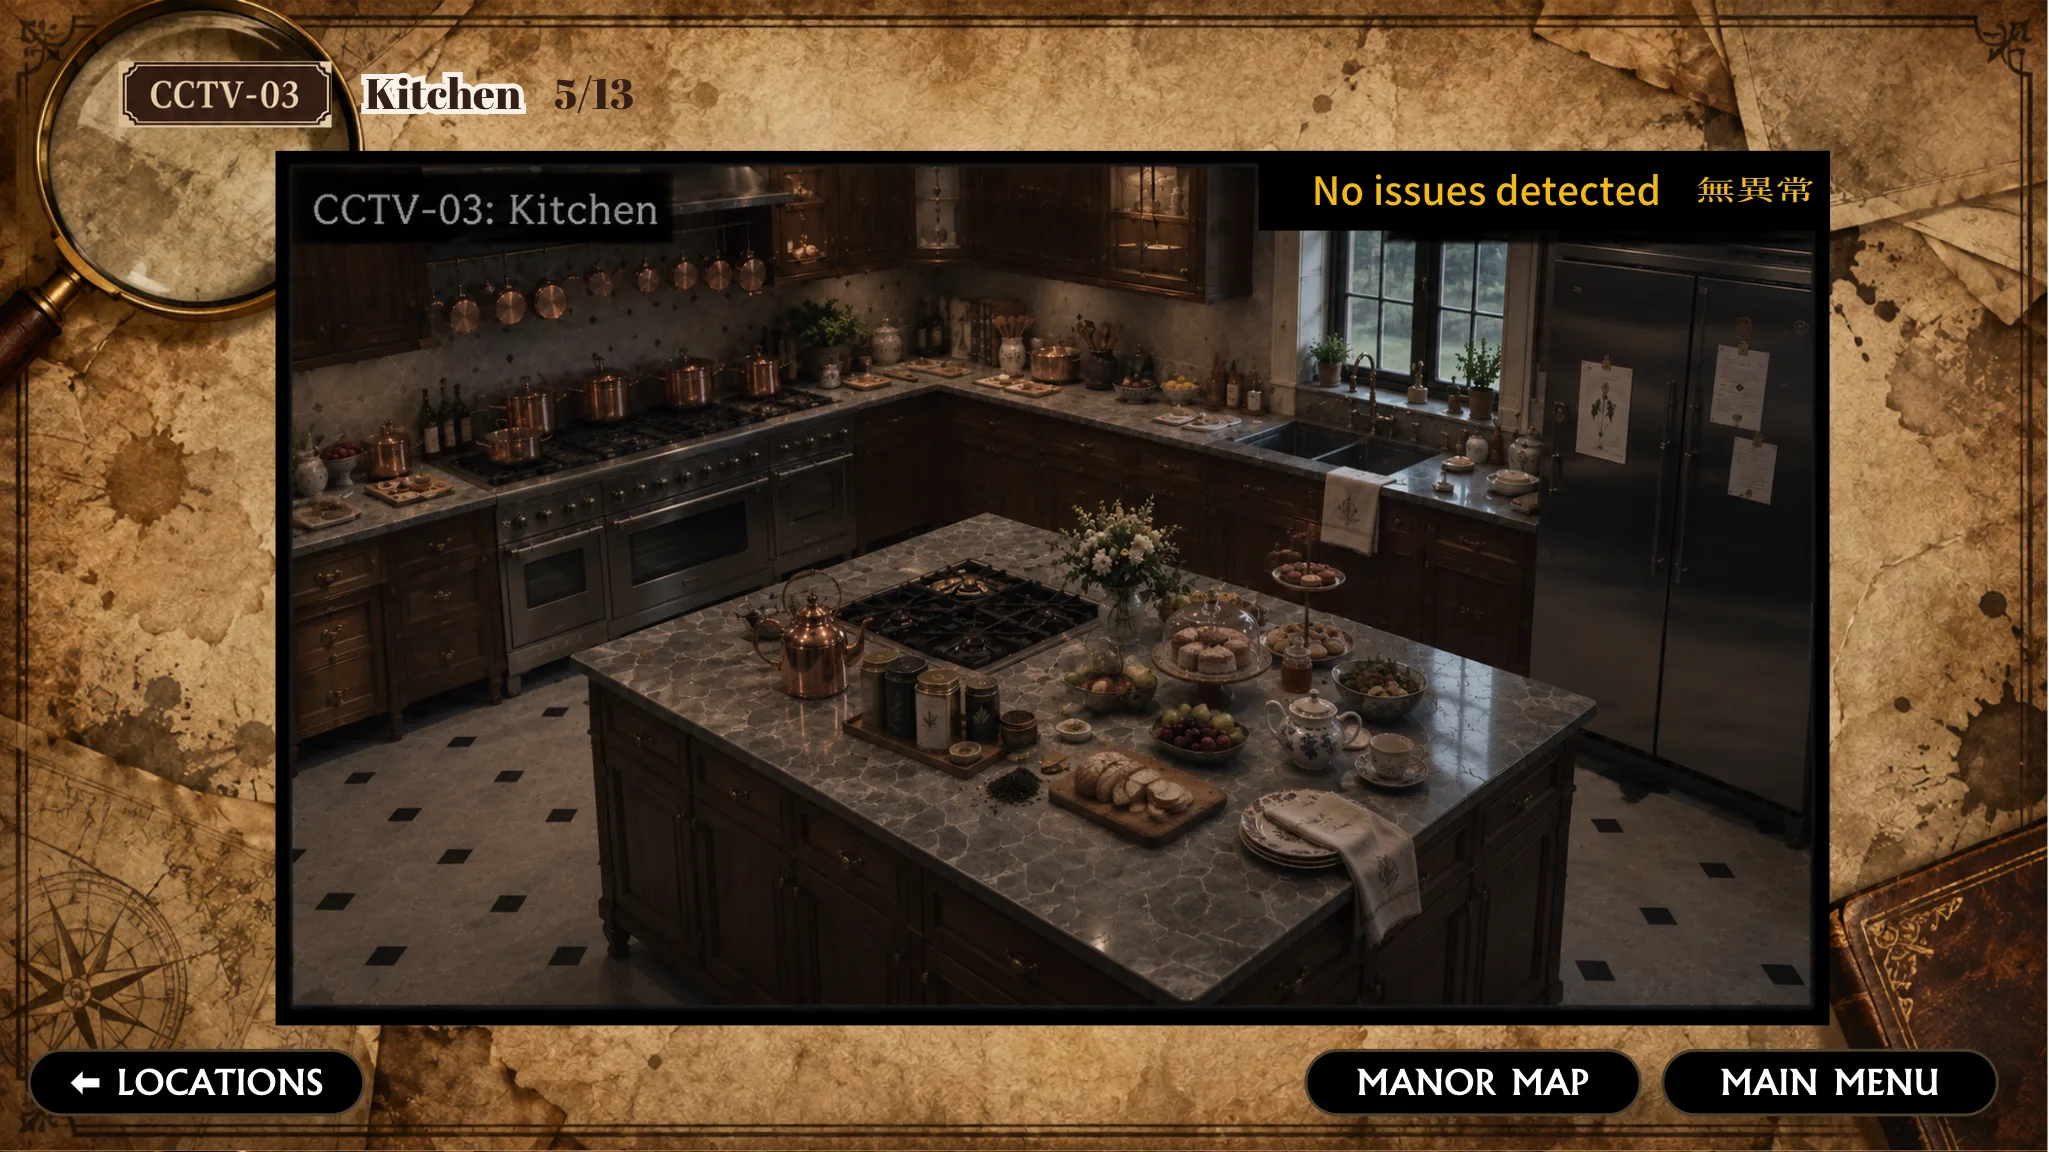 CCTV-03 Kitchen 5/13
CCTV-03: Kitchen
No issues detected 無異常
← LOCATIONS
MANOR MAP
MAIN MENU